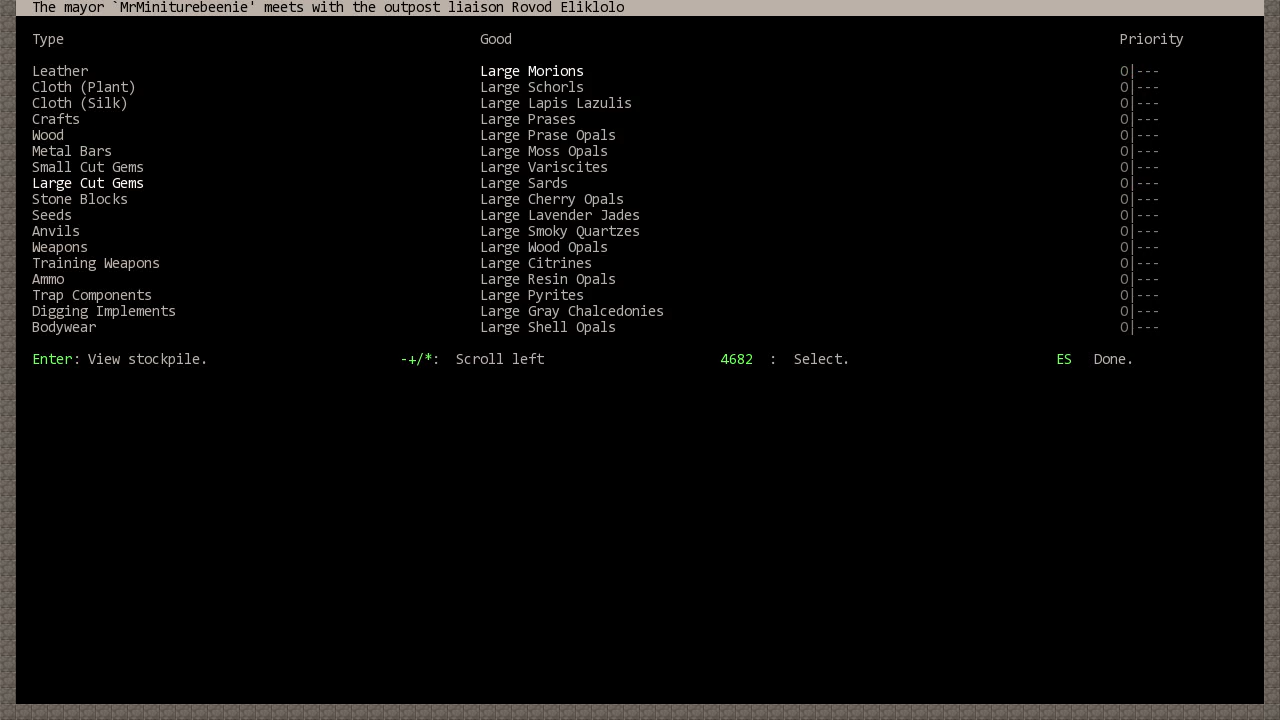 The mayor `MrMiniturebeenie' meets with the outpost liaison Rovod Eliklolo
Type Good Priority
Leather Large Morions 0|---
Cloth (Plant) Large Schorls 0|---
Cloth (Silk) Large Lapis Lazulis 0|---
Crafts Large Prases 0|---
Wood Large Prase Opals 0|---
Metal Bars Large Moss Opals 0|---
Small Cut Gems Large Variscites 0|---
Large Cut Gems Large Sards 0|---
Stone Blocks Large Cherry Opals 0|---
Seeds Large Lavender Jades 0|---
Anvils Large Smoky Quartzes 0|---
Weapons Large Wood Opals 0|---
Training Weapons Large Citrines 0|---
Ammo Large Resin Opals 0|---
Trap Components Large Pyrites 0|---
Digging Implements Large Gray Chalcedonies 0|---
Bodywear Large Shell Opals 0|---
Enter: View stockpile. -+/*: Scroll left 4682 : Select. ES Done.